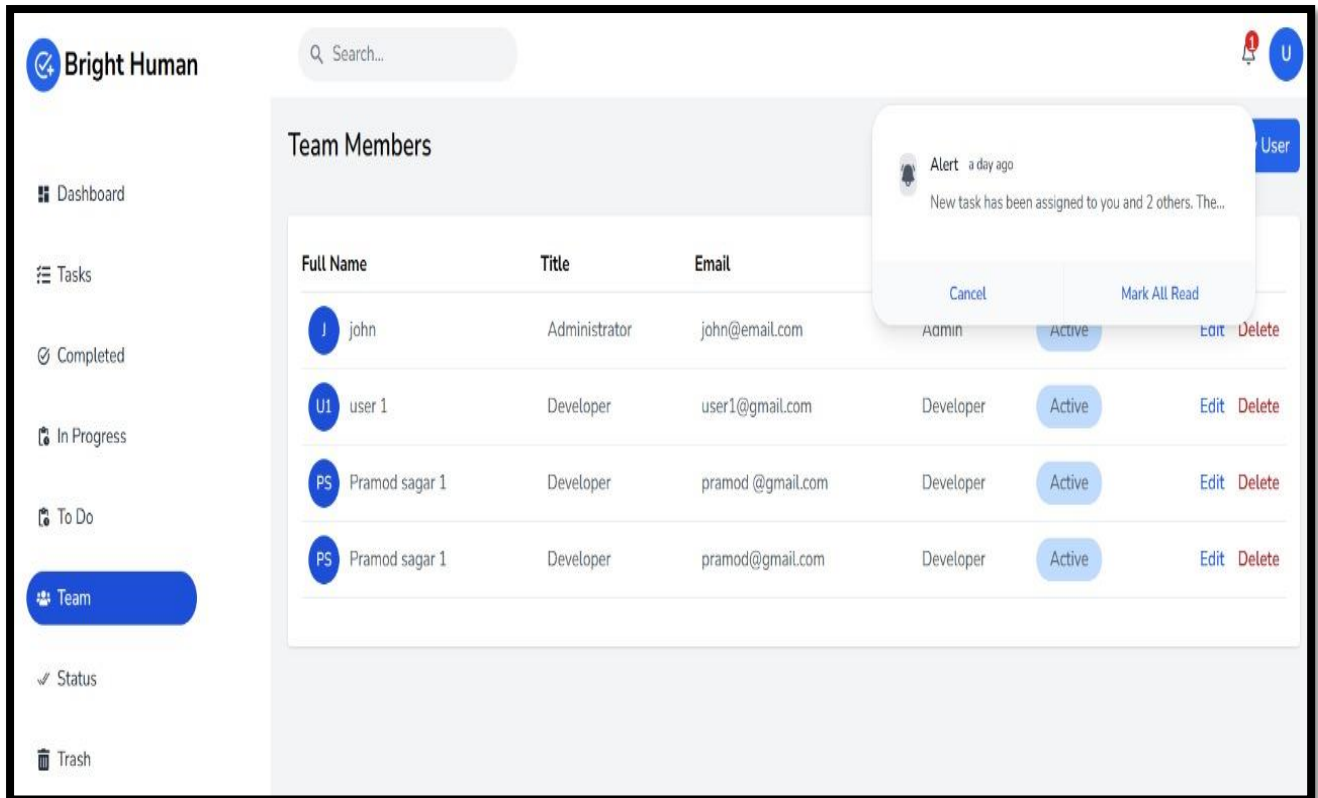 Bright Human
Search...
1
U
Dashboard
Tasks
Completed
In Progress
To Do
Team
Status
Trash
Team Members
User
Alert a day ago
New task has been assigned to you and 2 others. The...
Cancel Mark All Read
Full Name Title Email
J john Administrator john@email.com Admin Active Edit Delete
U1 user 1 Developer user1@gmail.com Developer Active Edit Delete
PS Pramod sagar 1 Developer pramod @gmail.com Developer Active Edit Delete
PS Pramod sagar 1 Developer pramod@gmail.com Developer Active Edit Delete